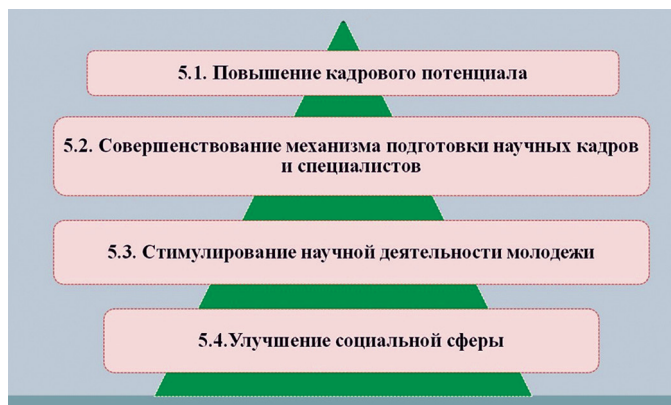 5.1. Повышение кадрового потенциала
5.2. Совершенствование механизма подготовки научных кадров
и специалистов
5.3. Стимулирование научной деятельности молодежи
5.4.Улучшение социальной сферы